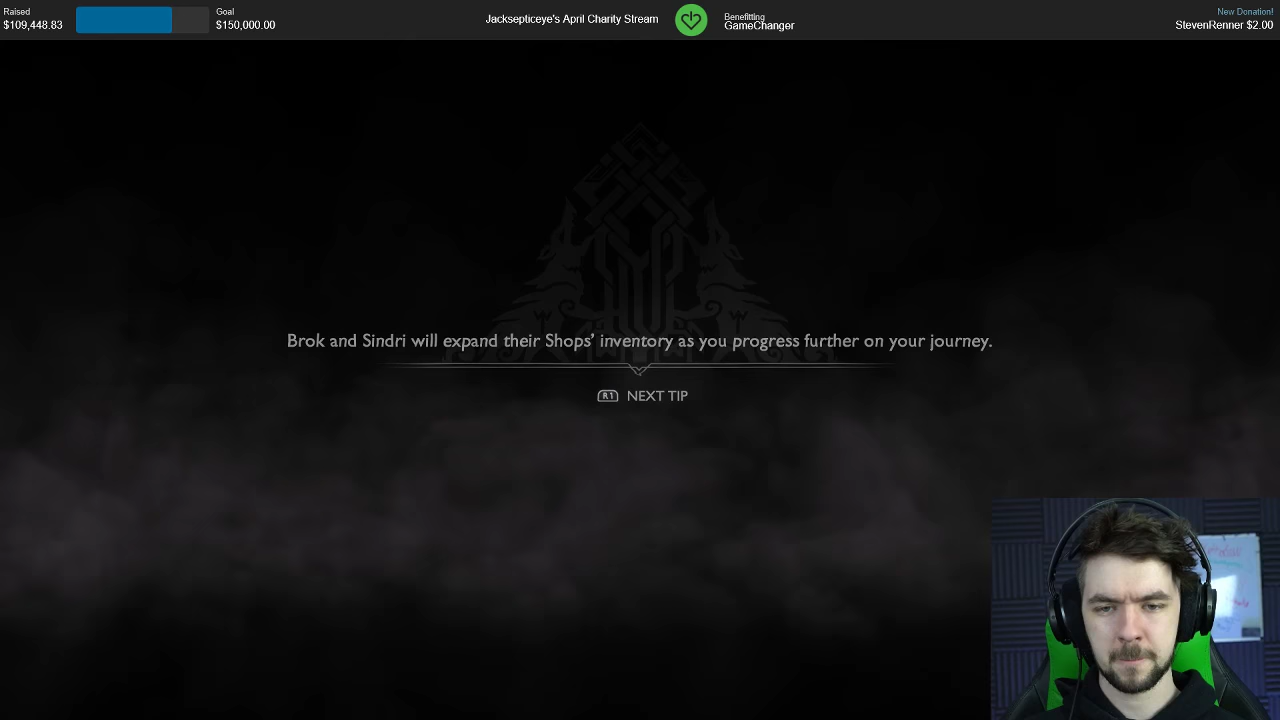 Raised
$109,448.83
Goal
$150,000.00
Jacksepticeye's April Charity Stream
Benefitting
GameChanger
New Donation!
StevenRenner $2.00
Brok and Sindri will expand their Shops' inventory as you progress further on your journey.
R1 NEXT TIP